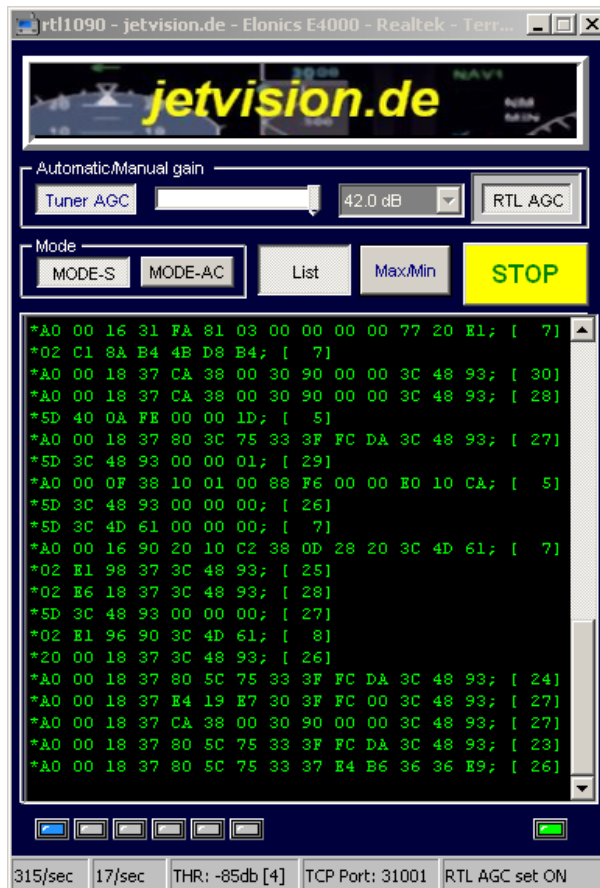 rtl1090 - jetvision.de - Elonics E4000 - Realtek - Terr...
jetvision.de
Automatic/Manual gain
Tuner AGC
42.0 dB
RTL AGC
Mode
MODE-S
MODE-AC
List
Max/Min
STOP
*A0 00 16 31 FA 81 03 00 00 00 00 77 20 E1; [  7]
*02 C1 8A B4 4B D8 B4; [  7]
*A0 00 18 37 CA 38 00 30 90 00 00 3C 48 93; [ 30]
*A0 00 18 37 CA 38 00 30 90 00 00 3C 48 93; [ 28]
*5D 40 0A FE 00 00 1D; [  5]
*A0 00 18 37 80 3C 75 33 3F FC DA 3C 48 93; [ 27]
*5D 3C 48 93 00 00 01; [ 29]
*A0 00 0F 38 10 01 00 88 F6 00 00 E0 10 CA; [  5]
*5D 3C 48 93 00 00 00; [ 26]
*5D 3C 4D 61 00 00 00; [  7]
*A0 00 16 90 20 10 C2 38 0D 28 20 3C 4D 61; [  7]
*02 E1 98 37 3C 48 93; [ 25]
*02 E6 18 37 3C 48 93; [ 28]
*5D 3C 48 93 00 00 00; [ 27]
*02 E1 96 90 3C 4D 61; [  8]
*20 00 18 37 3C 48 93; [ 26]
*A0 00 18 37 80 5C 75 33 3F FC DA 3C 48 93; [ 24]
*A0 00 18 37 E4 19 E7 30 3F FC 00 3C 48 93; [ 27]
*A0 00 18 37 CA 38 00 30 90 00 00 3C 48 93; [ 27]
*A0 00 18 37 80 5C 75 33 3F FC DA 3C 48 93; [ 23]
*A0 00 18 37 80 5C 75 33 37 E4 B6 36 36 E9; [ 26]
315/sec
17/sec
THR: -85db [4]
TCP Port: 31001
RTL AGC set ON